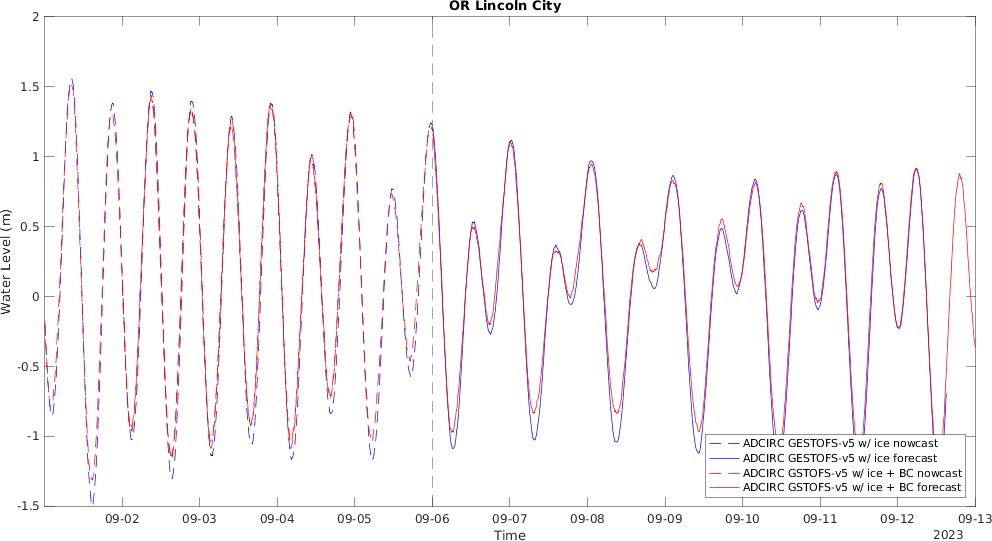 OR Lincoln City
2
1.5
1
0.5
0
-0.5
-1
-1.5
Water Level (m)
ADCIRC GESTOFS-v5 w/ ice nowcast
ADCIRC GESTOFS-v5 w/ ice forecast
ADCIRC GSTOFS-v5 w/ ice + BC nowcast
ADCIRC GSTOFS-v5 w/ ice + BC forecast
09-02 09-03 09-04 09-05 09-06 09-07 09-08 09-09 09-10 09-11 09-12 09-13
Time
2023